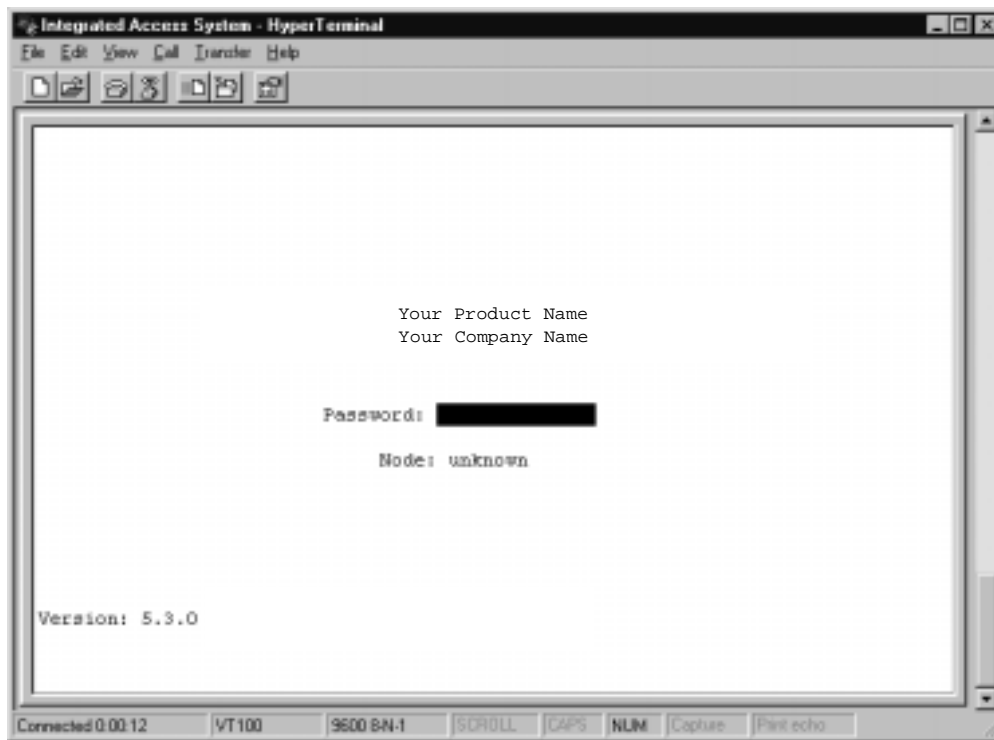 Integrated Access System - HyperTerminal
File Edit View Call Transfer Help
Your Product Name
Your Company Name
Password:
Node: unknown
Version: 5.3.0
Connected 0:00:12 VT100 9600 8-N-1 SCROLL CAPS NUM Capture Print echo